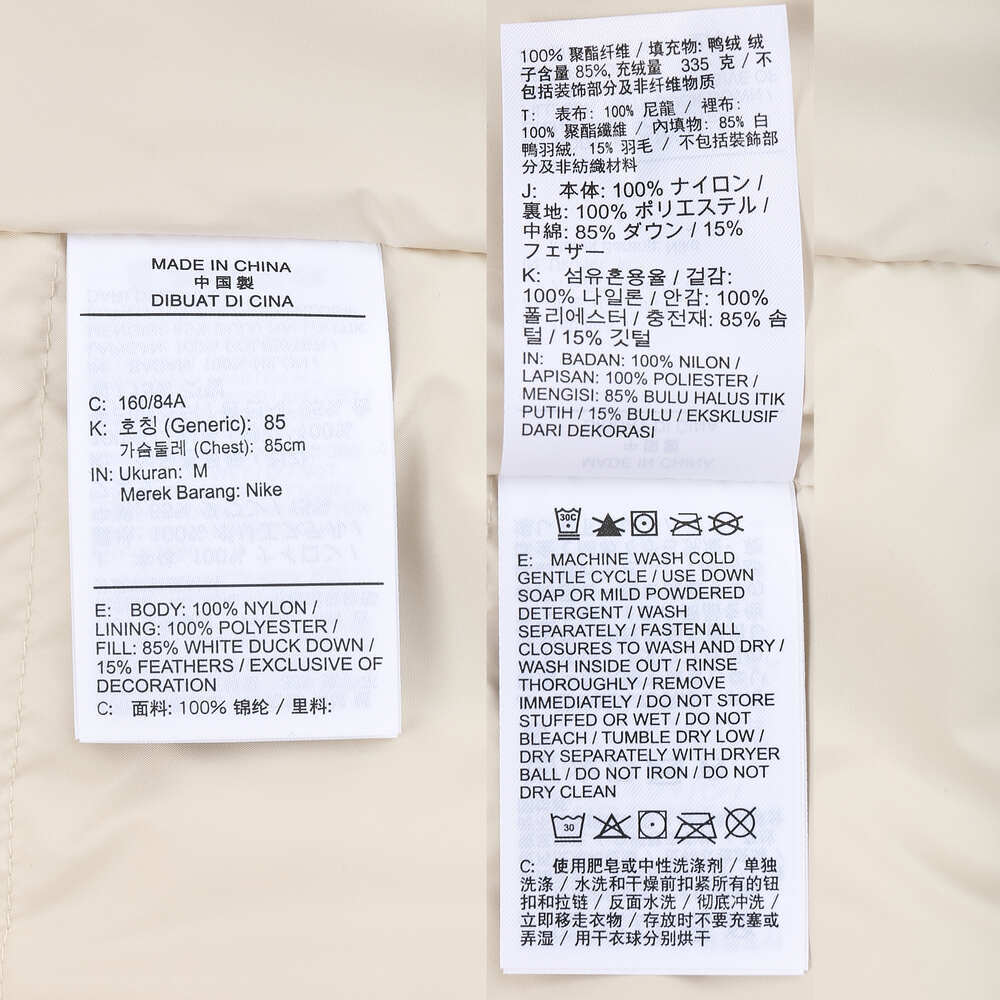 MADE IN CHINA
中国製
DIBUAT DI CINA
C: 160/84A
K: 호칭 (Generic): 85
가슴둘레 (Chest): 85cm
IN: Ukuran: M
Merek Barang: Nike
E: BODY: 100% NYLON /
LINING: 100% POLYESTER /
FILL: 85% WHITE DUCK DOWN /
15% FEATHERS / EXCLUSIVE OF
DECORATION
C: 面料: 100% 锦纶 / 里料:
100% 聚酯纤维 / 填充物: 鸭绒 绒
子含量 85%, 充绒量 335 克 / 不
包括装饰部分及非纤维物质
T: 表布: 100% 尼龍 / 裡布:
100% 聚酯纖維 / 內填物: 85% 白
鴨羽絨, 15% 羽毛 / 不包括裝飾部
分及非紡織材料
J: 本体: 100% ナイロン /
裏地: 100% ポリエステル /
中綿: 85% ダウン / 15%
フェザー
K: 섬유혼용율 / 겉감:
100% 나일론 / 안감: 100%
폴리에스터 / 충전재: 85% 솜
털 / 15% 깃털
IN: BADAN: 100% NILON /
LAPISAN: 100% POLIESTER /
MENGISI: 85% BULU HALUS ITIK
PUTIH / 15% BULU / EKSKLUSIF
DARI DEKORASI
30C
E: MACHINE WASH COLD
GENTLE CYCLE / USE DOWN
SOAP OR MILD POWDERED
DETERGENT / WASH
SEPARATELY / FASTEN ALL
CLOSURES TO WASH AND DRY /
WASH INSIDE OUT / RINSE
THOROUGHLY / REMOVE
IMMEDIATELY / DO NOT STORE
STUFFED OR WET / DO NOT
BLEACH / TUMBLE DRY LOW /
DRY SEPARATELY WITH DRYER
BALL / DO NOT IRON / DO NOT
DRY CLEAN
30
C: 使用肥皂或中性洗涤剂 / 单独
洗涤 / 水洗和干燥前扣紧所有的钮
扣和拉链 / 反面水洗 / 彻底冲洗 /
立即移走衣物 / 存放时不要充塞或
弄湿 / 用干衣球分别烘干